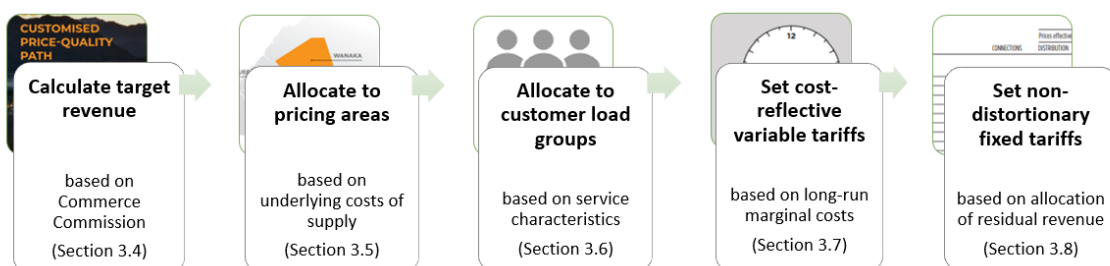 CUSTOMISED
PRICE-QUALITY
PATH
Calculate target
revenue
based on
Commerce
Commission
(Section 3.4)
WANAKA
Allocate to
pricing areas
based on
underlying costs of
supply
(Section 3.5)
Allocate to
customer load
groups
based on service
characteristics
(Section 3.6)
12
Set cost-
reflective
variable tariffs
based on long-run
marginal costs
(Section 3.7)
Prices effective
CONNECTIONS DISTRIBUTION
Set non-
distortionary
fixed tariffs
based on allocation
of residual revenue
(Section 3.8)